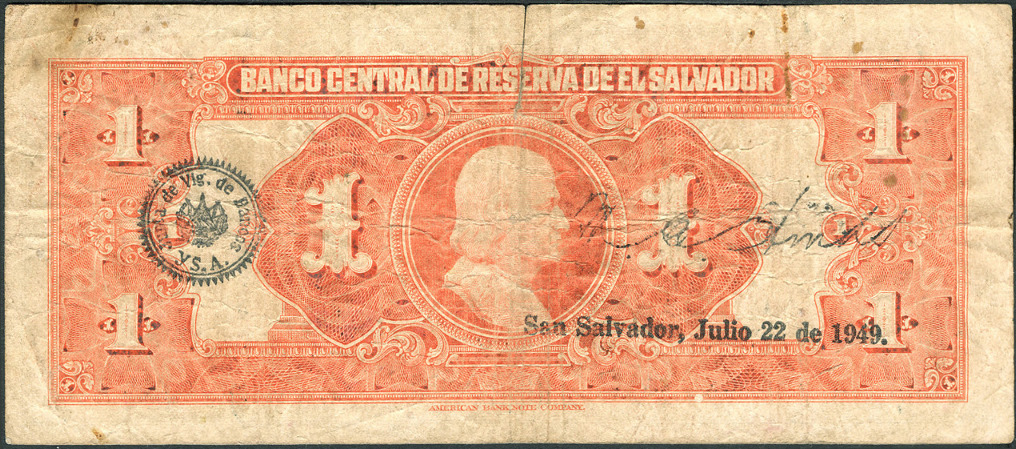 BANCO CENTRAL DE RESERVA DE EL SALVADOR
1 1
1 1
1 1
de Vig. de Bancos
Y S. A.
San Salvador, Julio 22 de 1949.
AMERICAN BANK NOTE COMPANY.